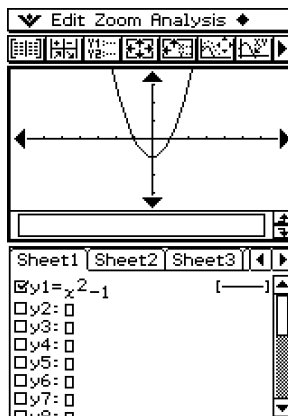 Edit Zoom Analysis ◆
Sheet1 Sheet2 Sheet3
y1=x²-1 [—]
y2:▯
y3:▯
y4:▯
y5:▯
y6:▯
y7:▯